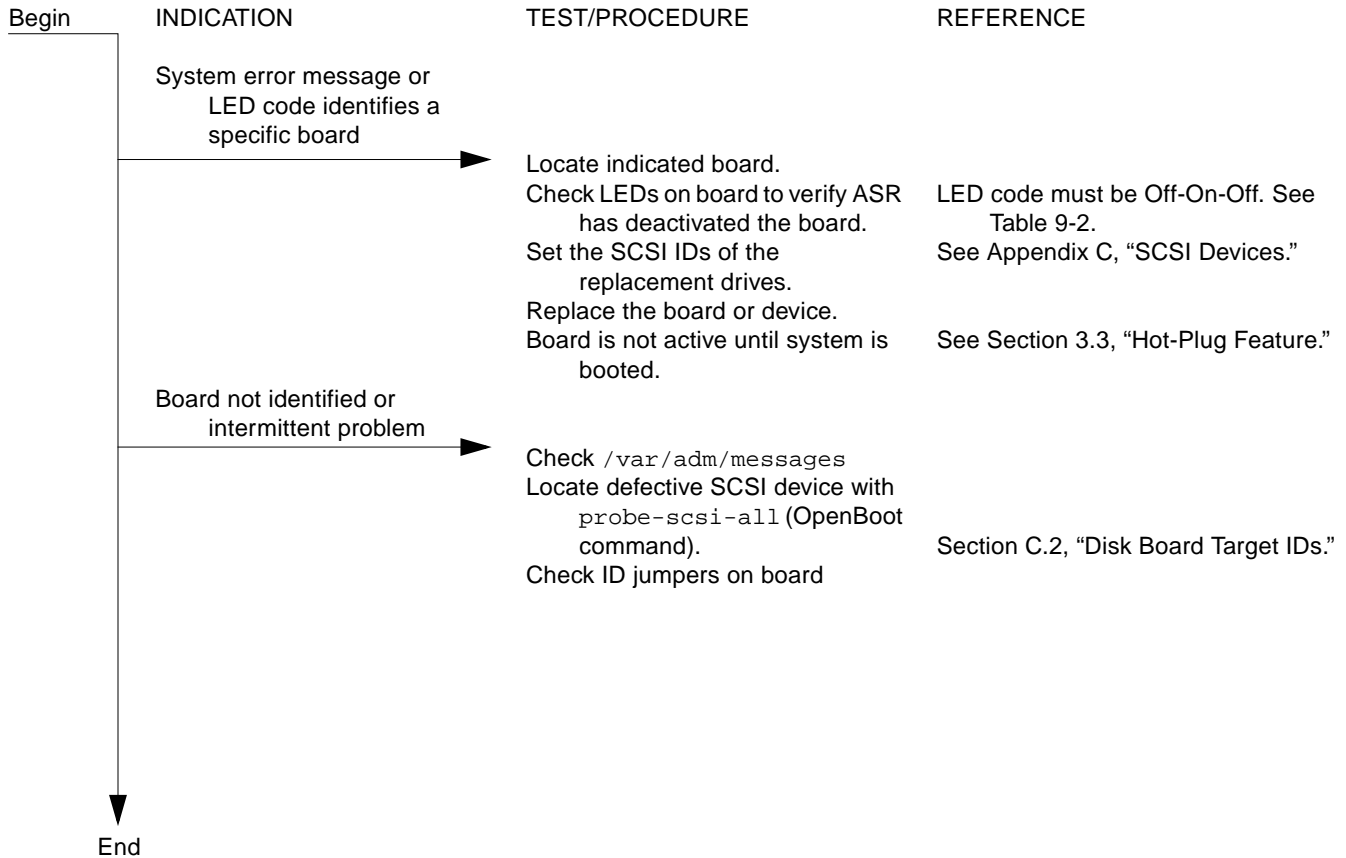 Begin INDICATION TEST/PROCEDURE REFERENCE
System error message or
LED code identifies a
specific board
Locate indicated board.
Check LEDs on board to verify ASR LED code must be Off-On-Off. See
has deactivated the board. Table 9-2.
Set the SCSI IDs of the See Appendix C, “SCSI Devices.”
replacement drives.
Replace the board or device.
Board is not active until system is See Section 3.3, “Hot-Plug Feature.”
booted.
Board not identified or
intermittent problem
Check /var/adm/messages
Locate defective SCSI device with
probe-scsi-all (OpenBoot
command). Section C.2, “Disk Board Target IDs.”
Check ID jumpers on board
End